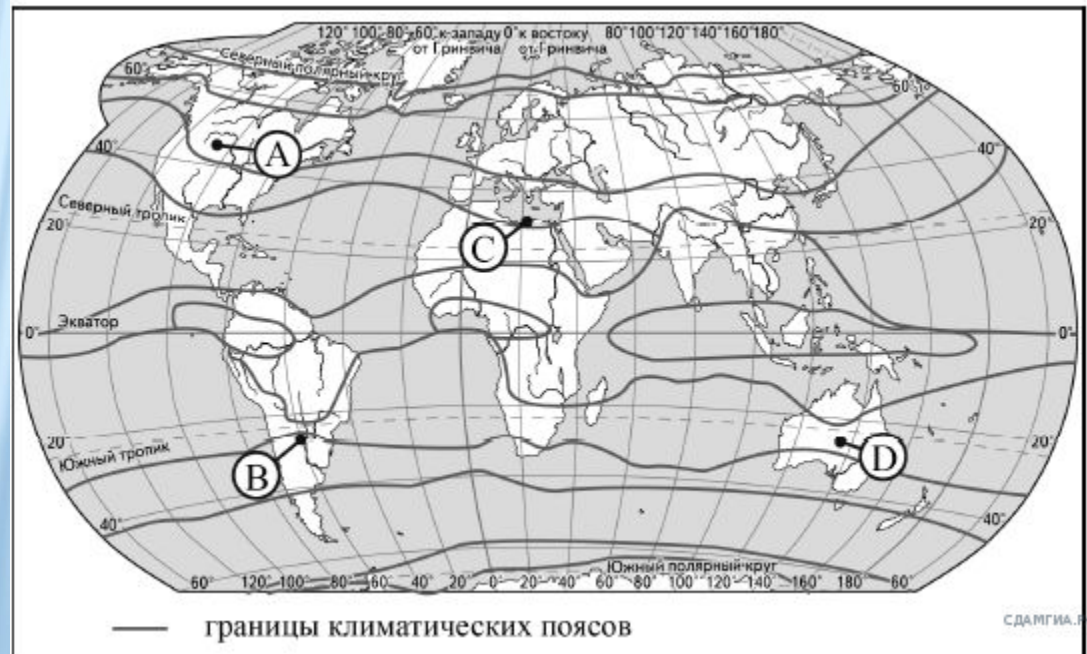 120° 100° 80° 60° к западу 0° к востоку 80° 100° 120° 140° 160° 180°
от Гринвича от Гринвича
Северный полярный круг
60° 60°
A
40° 40°
Северный тропик
20° 20°
C
Экватор
0° 0°
20° 20°
Южный тропик
B D
40° 40°
Южный полярный круг
60° 120° 100° 80° 60° 40° 20° 0° 20° 40° 60° 80° 100° 120° 140° 160° 180° 60°
границы климатических поясов
СДАМГИА.Р